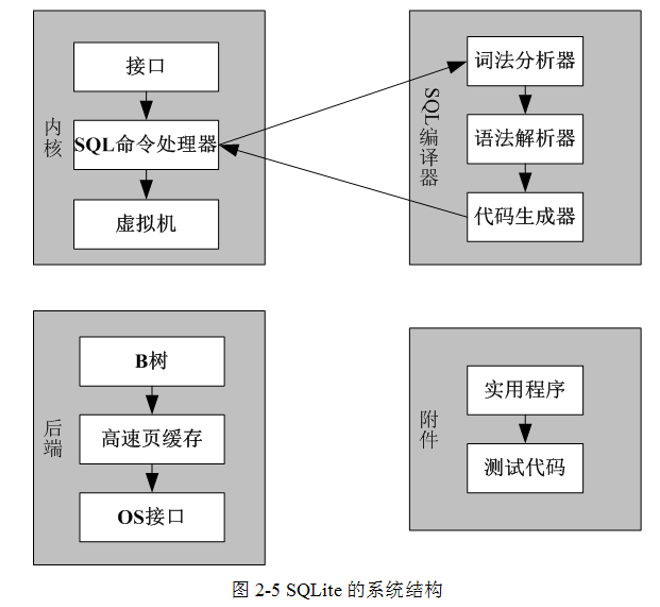 内核
接口
SQL命令处理器
虚拟机
SQL编译器
词法分析器
语法解析器
代码生成器
后端
B树
高速页缓存
OS接口
附件
实用程序
测试代码
图 2-5 SQLite 的系统结构